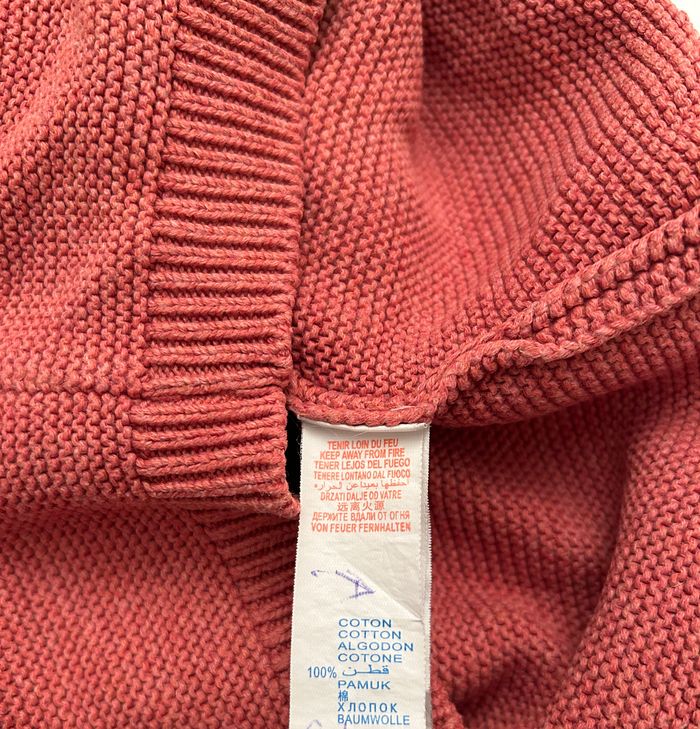 TENIR LOIN DU FEU
KEEP AWAY FROM FIRE
TENER LEJOS DEL FUEGO
TENERE LONTANO DAL FUOCO
احفظها بعيدا عن الحراره
DRŽATI DALJE OD VATRE
远离火源
ДЕРЖИТЕ ВДАЛИ ОТ ОГНЯ
VON FEUER FERNHALTEN
COTON
COTTON
ALGODON
COTONE
100% قطن
PAMUK
棉
ХЛОПОК
BAUMWOLLE